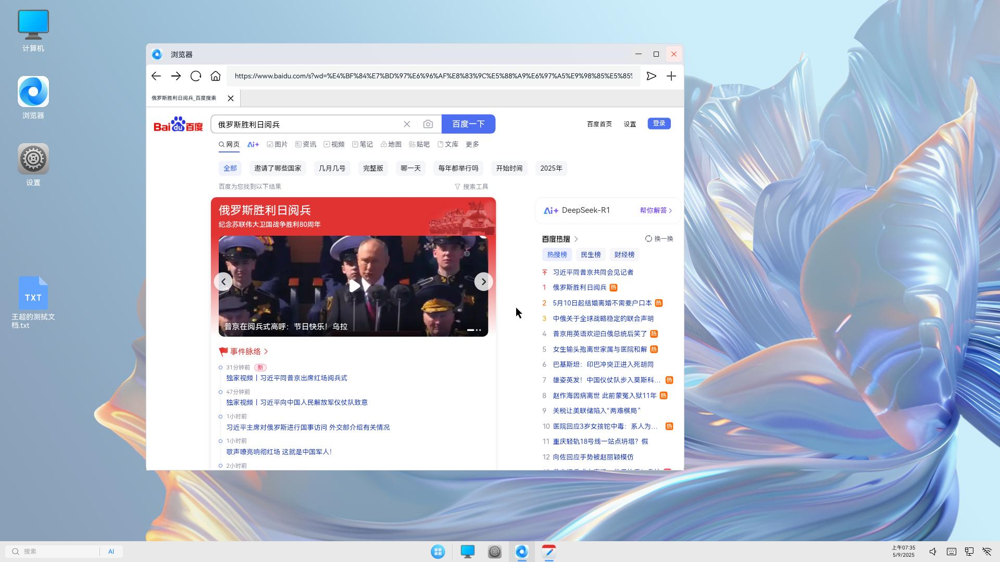 计算机
浏览器
设置
TXT
王超的测拭文
档.txt
浏览器
https://www.baidu.com/s?wd=%E4%BF%84%E7%BD%97%E6%96%AF%E8%83%9C%E5%88%A9%E6%97%A5%E9%98%85%E5%85%
俄罗斯胜利日阅兵_百度搜索
Bai du 百度
俄罗斯胜利日阅兵
百度一下
百度首页 设置 登录
网页 Ai+ 图片 资讯 视频 笔记 地图 贴吧 文库 更多
全部 邀请了哪些国家 几月几号 完整版 哪一天 每年都举行吗 开始时间 2025年
百度为您找到以下结果
搜索工具
俄罗斯胜利日阅兵
纪念苏联伟大卫国战争胜利80周年
普京在阅兵式高呼：节日快乐！乌拉
事件脉络
31分钟前 新
独家视频丨习近平同普京出席红场阅兵式
47分钟前
独家视频丨习近平向中国人民解放军仪仗队致意
1小时前
习近平主席对俄罗斯进行国事访问 外交部介绍有关情况
1小时前
歌声嘹亮响彻红场 这就是中国军人！
2小时前
Ai+ DeepSeek-R1 帮你解答
百度热搜
换一换
热搜榜 民生榜 财经榜
习近平同普京共同会见记者
1 俄罗斯胜利日阅兵 热
2 5月10日起结婚离婚不需要户口本 热
3 中俄关于全球战略稳定的联合声明
4 普京用英语欢迎白俄总统后笑了 热
5 女生输头孢离世家属与医院和解 热
6 巴基斯坦：印巴冲突正进入死胡同
7 雄姿英发！中国仪仗队步入莫斯科... 热
8 赵作海因病离世 此前蒙冤入狱11年 热
9 关税让美联储陷入“两难棋局”
10 医院回应3岁女孩铊中毒：系人为... 热
11 重庆轻轨18号线一站点坍塌？假
12 向佐回应手势被赵丽颖模仿
搜索
AI
上午07:35
5/9/2025